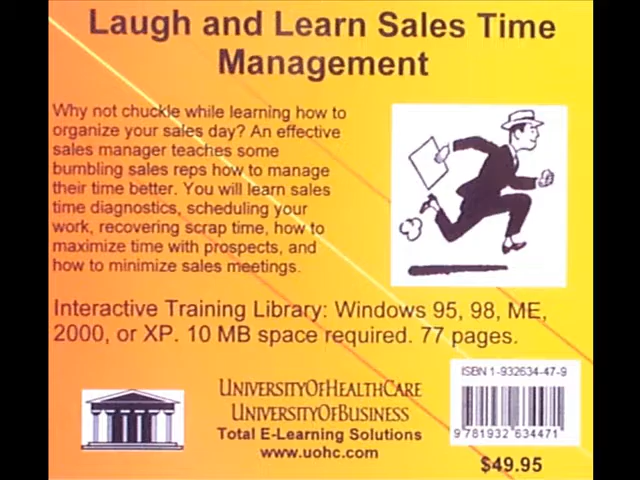 Laugh and Learn Sales Time
Management
Why not chuckle while learning how to
organize your sales day? An effective
sales manager teaches some
bumbling sales reps how to manage
their time better. You will learn sales
time diagnostics, scheduling your
work, recovering scrap time, how to
maximize time with prospects, and
how to minimize sales meetings.
Interactive Training Library: Windows 95, 98, ME,
2000, or XP. 10 MB space required. 77 pages.
UNIVERSITYOFHEALTHCARE
UNIVERSITYOFBUSINESS
Total E-Learning Solutions
www.uohc.com
ISBN 1-932634-47-9
9 781932 634471
$49.95